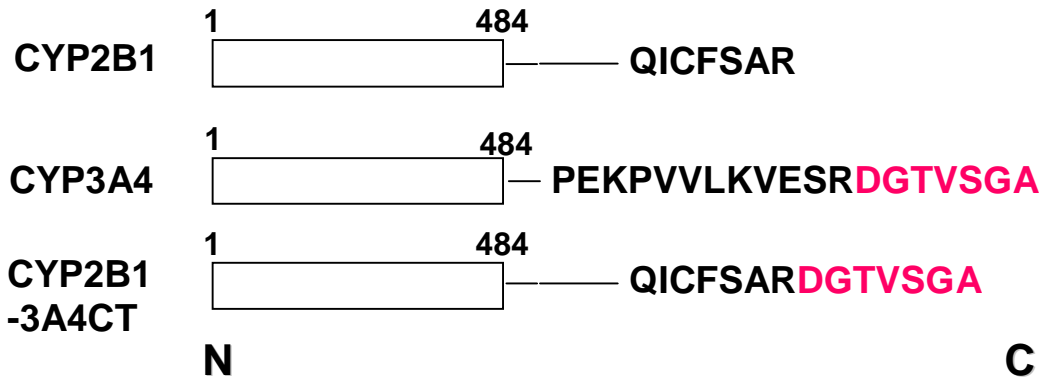 1 484
CYP2B1 QICFSAR
1 484
CYP3A4 PEKPVVLKVESRDGTVSGA
1 484
CYP2B1
-3A4CT QICFSARDGTVSGA
N C